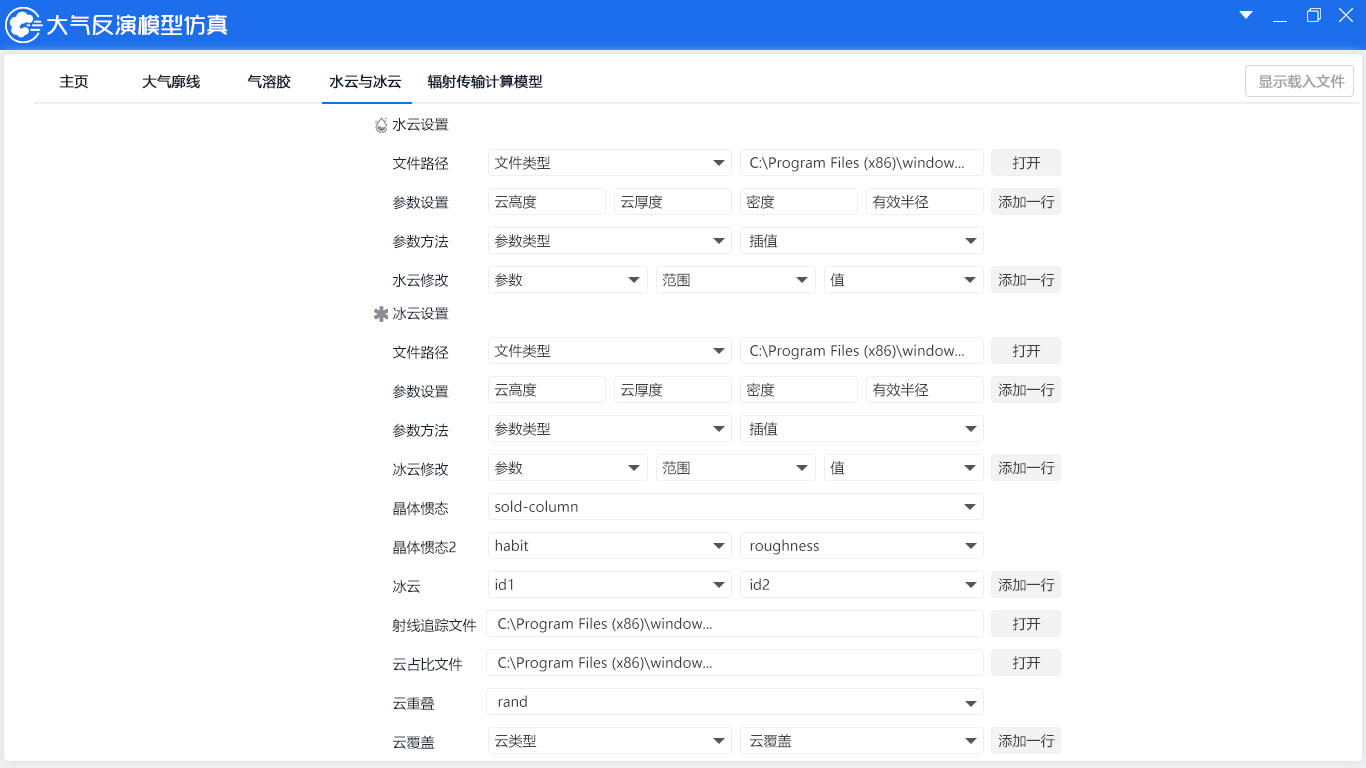 大气反演模型仿真
主页 大气廓线 气溶胶 水云与冰云 辐射传输计算模型 显示载入文件
水云设置
文件路径 文件类型 C:\Program Files (x86)\window... 打开
参数设置 云高度 云厚度 密度 有效半径 添加一行
参数方法 参数类型 插值
水云修改 参数 范围 值 添加一行
冰云设置
文件路径 文件类型 C:\Program Files (x86)\window... 打开
参数设置 云高度 云厚度 密度 有效半径 添加一行
参数方法 参数类型 插值
冰云修改 参数 范围 值 添加一行
晶体惯态 sold-column
晶体惯态2 habit roughness
冰云 id1 id2 添加一行
射线追踪文件 C:\Program Files (x86)\window... 打开
云占比文件 C:\Program Files (x86)\window... 打开
云重叠 rand
云覆盖 云类型 云覆盖 添加一行